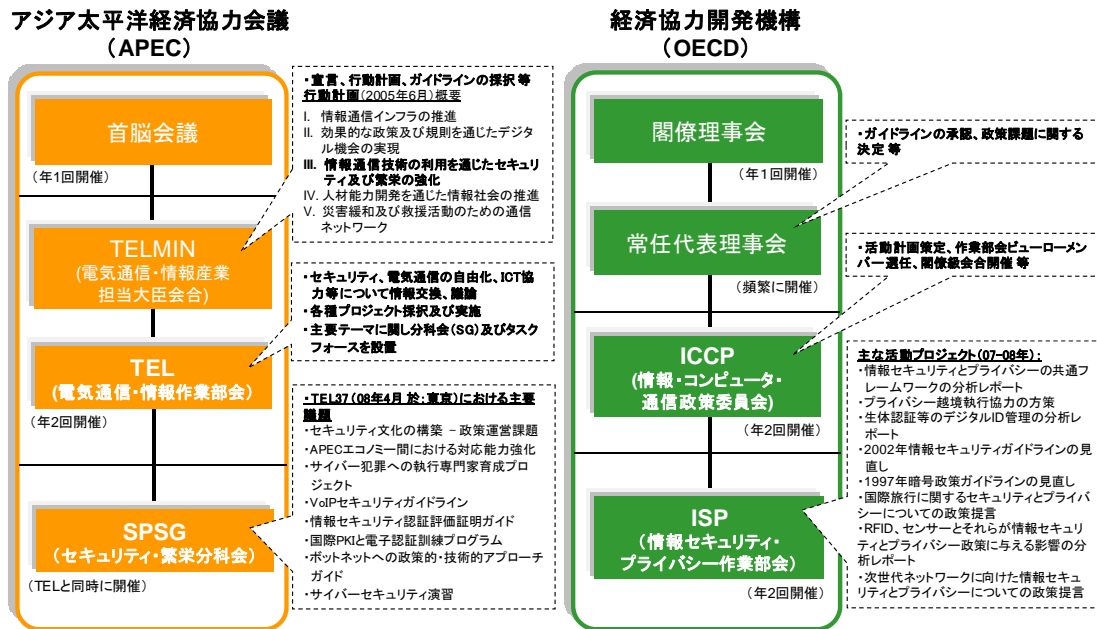 アジア太平洋経済協力会議
（APEC）
首脳会議
（年1回開催）
TELMIN
(電気通信・情報産業
担当大臣会合)
TEL
(電気通信・情報作業部会）
（年2回開催）
SPSG
（セキュリティ・繁栄分科会）
（TELと同時に開催）
・宣言、行動計画、ガイドラインの採択 等
行動計画（2005年6月）概要
I. 情報通信インフラの推進
II. 効果的な政策及び規則を通じたデジタ
ル機会の実現
III. 情報通信技術の利用を通じたセキュリ
ティ及び繁栄の強化
IV. 人材能力開発を通じた情報社会の推進
V. 災害緩和及び救援活動のための通信
ネットワーク
・セキュリティ、電気通信の自由化、ICT協
力等について情報交換、議論
・各種プロジェクト採択及び実施
・主要テーマに関し分科会（SG）及びタスク
フォースを設置
・TEL37（08年4月 於：東京）における主要
議題
・セキュリティ文化の構築 －政策運営課題
・APECエコノミー間における対応能力強化
・サイバー犯罪への執行専門家育成プロ
ジェクト
・VoIPセキュリティガイドライン
・情報セキュリティ認証評価証明ガイド
・国際PKIと電子認証訓練プログラム
・ボットネットへの政策的・技術的アプローチ
ガイド
・サイバーセキュリティ演習
経済協力開発機構
（OECD）
閣僚理事会
（年1回開催）
常任代表理事会
（頻繁に開催）
ICCP
(情報・コンピュータ・
通信政策委員会)
（年2回開催）
ISP
（情報セキュリティ・
プライバシー作業部会）
（年2回開催）
・ガイドラインの承認、政策課題に関する
決定 等
・活動計画策定、作業部会ビューローメン
バー選任、閣僚級会合開催 等
主な活動プロジェクト（07-08年）：
・情報セキュリティとプライバシーの共通フ
レームワークの分析レポート
・プライバシー越境執行協力の方策
・生体認証等のデジタルID管理の分析レ
ポート
・2002年情報セキュリティガイドラインの見
直し
・1997年暗号政策ガイドラインの見直し
・国際旅行に関するセキュリティとプライバ
シーについての政策提言
・RFID、センサーとそれらが情報セキュリ
ティとプライバシー政策に与える影響の分
析レポート
・次世代ネットワークに向けた情報セキュ
リティとプライバシーについての政策提言